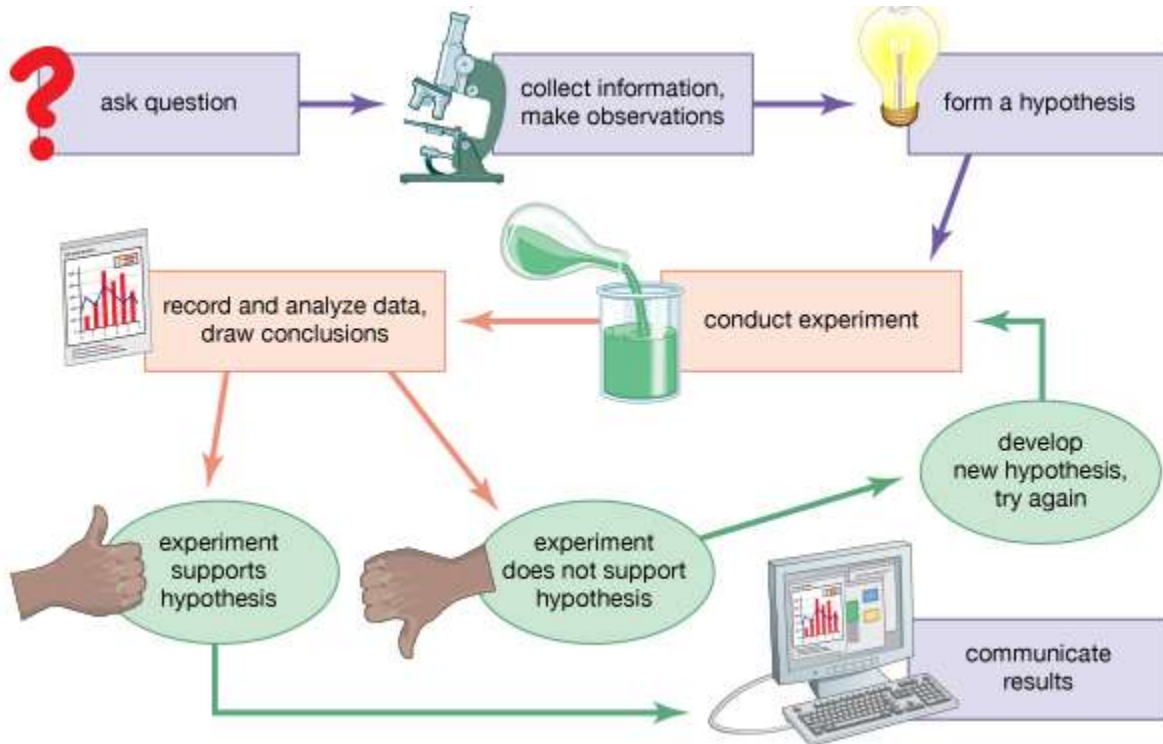 ask question
collect information,
make observations
form a hypothesis
record and analyze data,
draw conclusions
conduct experiment
develop
new hypothesis,
try again
experiment
supports
hypothesis
experiment
does not support
hypothesis
communicate
results